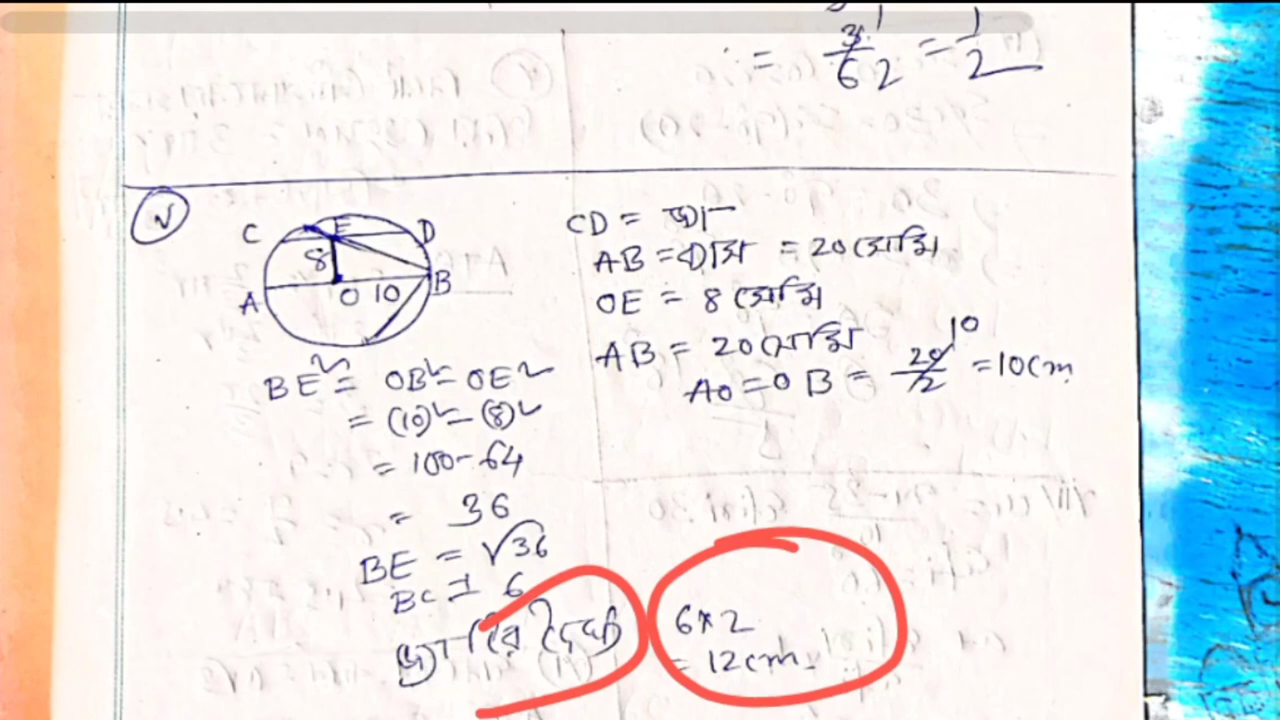 = 3/6 2 = 1/2
V
C E D
8
A O 10 B
CD = জ্যা
AB = ব্যাস = 20 সেমি
OE = 8 সেমি
AB = 20 সেমি
AO = OB = 20/2 10 = 10cm
BE² = OB² - OE²
= (10)² - (8)²
= 100 - 64
= 36
BE = √36
BC = 6
জ্যাটির দৈর্ঘ্য 6×2
= 12cm.